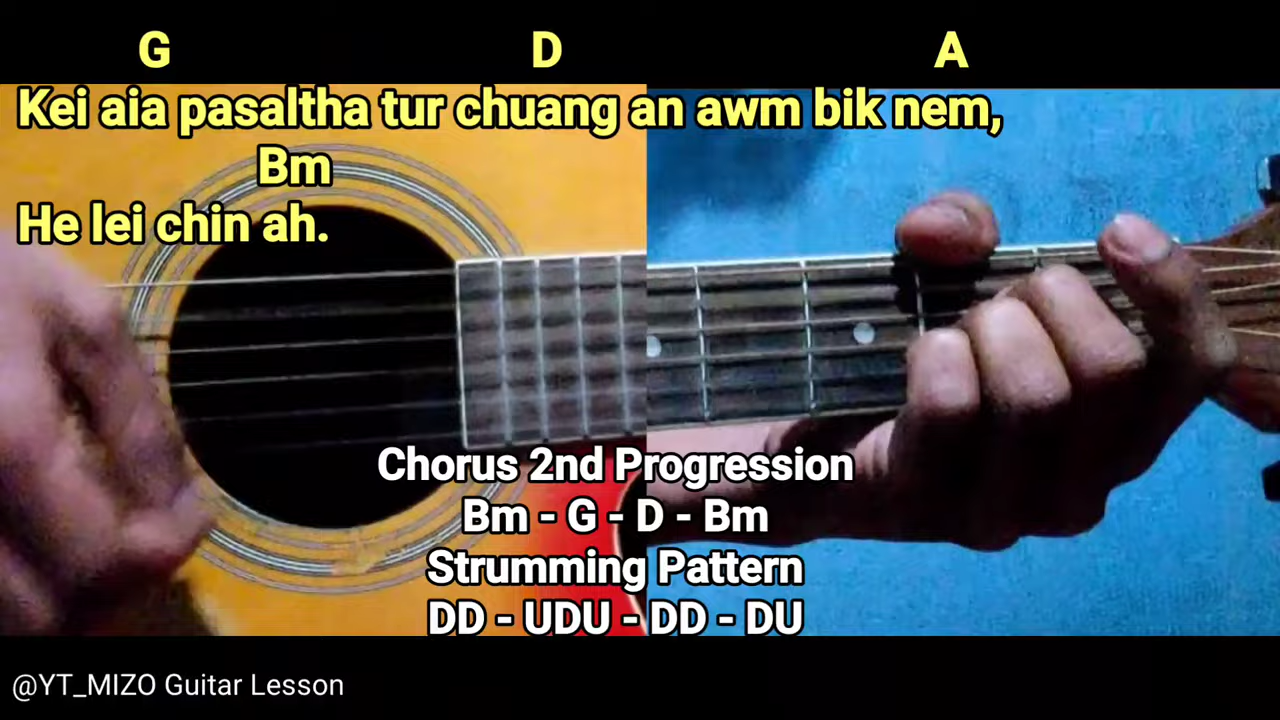 G D A
Kei aia pasaltha tur chuang an awm bik nem,
Bm
He lei chin ah.
Chorus 2nd Progression
Bm - G - D - Bm
Strumming Pattern
DD - UDU - DD - DU
@YT_MIZO Guitar Lesson